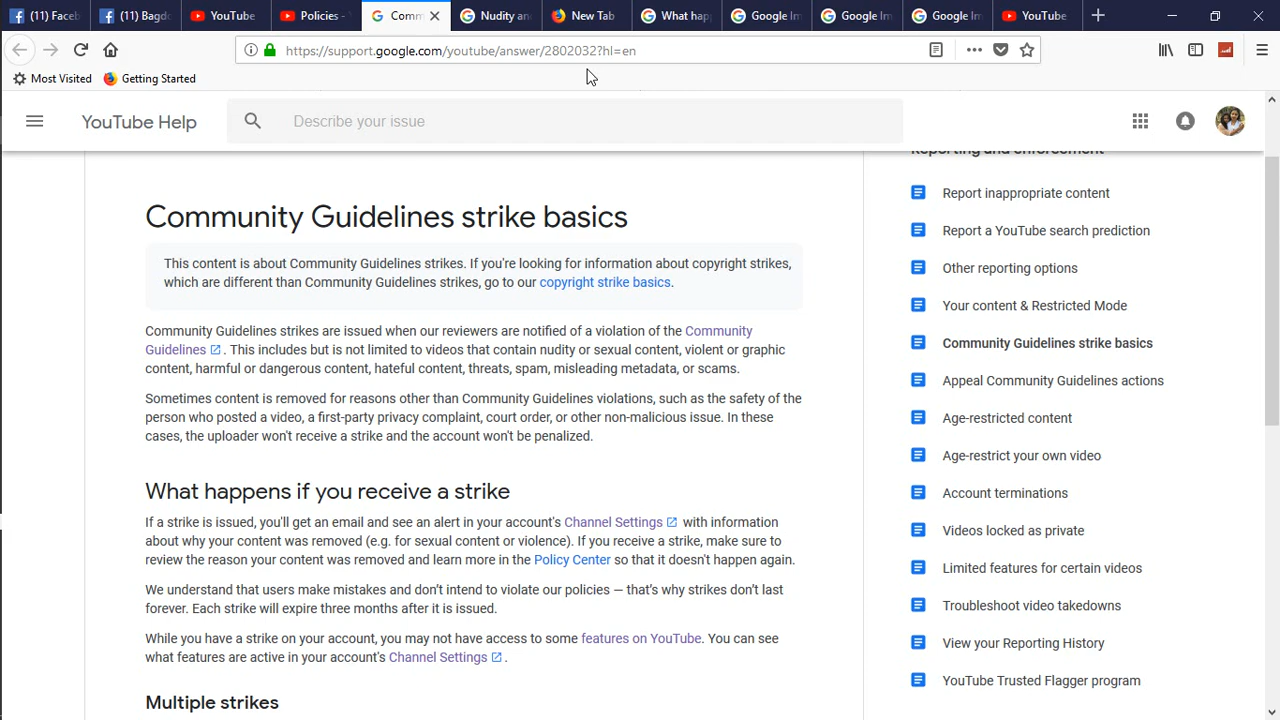 (11) Faceb
(11) Bagdo
YouTube
Policies -
Comm
Nudity an
New Tab
What hap
Google Im
Google Im
Google Im
YouTube
https://support.google.com/youtube/answer/2802032?hl=en
Most Visited
Getting Started
YouTube Help
Describe your issue
Community Guidelines strike basics
This content is about Community Guidelines strikes. If you're looking for information about copyright strikes,
which are different than Community Guidelines strikes, go to our copyright strike basics.
Community Guidelines strikes are issued when our reviewers are notified of a violation of the Community
Guidelines . This includes but is not limited to videos that contain nudity or sexual content, violent or graphic
content, harmful or dangerous content, hateful content, threats, spam, misleading metadata, or scams.
Sometimes content is removed for reasons other than Community Guidelines violations, such as the safety of the
person who posted a video, a first-party privacy complaint, court order, or other non-malicious issue. In these
cases, the uploader won't receive a strike and the account won't be penalized.
What happens if you receive a strike
If a strike is issued, you'll get an email and see an alert in your account's Channel Settings with information
about why your content was removed (e.g. for sexual content or violence). If you receive a strike, make sure to
review the reason your content was removed and learn more in the Policy Center so that it doesn't happen again.
We understand that users make mistakes and don't intend to violate our policies — that's why strikes don't last
forever. Each strike will expire three months after it is issued.
While you have a strike on your account, you may not have access to some features on YouTube. You can see
what features are active in your account's Channel Settings .
Multiple strikes
Reporting and enforcement
Report inappropriate content
Report a YouTube search prediction
Other reporting options
Your content & Restricted Mode
Community Guidelines strike basics
Appeal Community Guidelines actions
Age-restricted content
Age-restrict your own video
Account terminations
Videos locked as private
Limited features for certain videos
Troubleshoot video takedowns
View your Reporting History
YouTube Trusted Flagger program